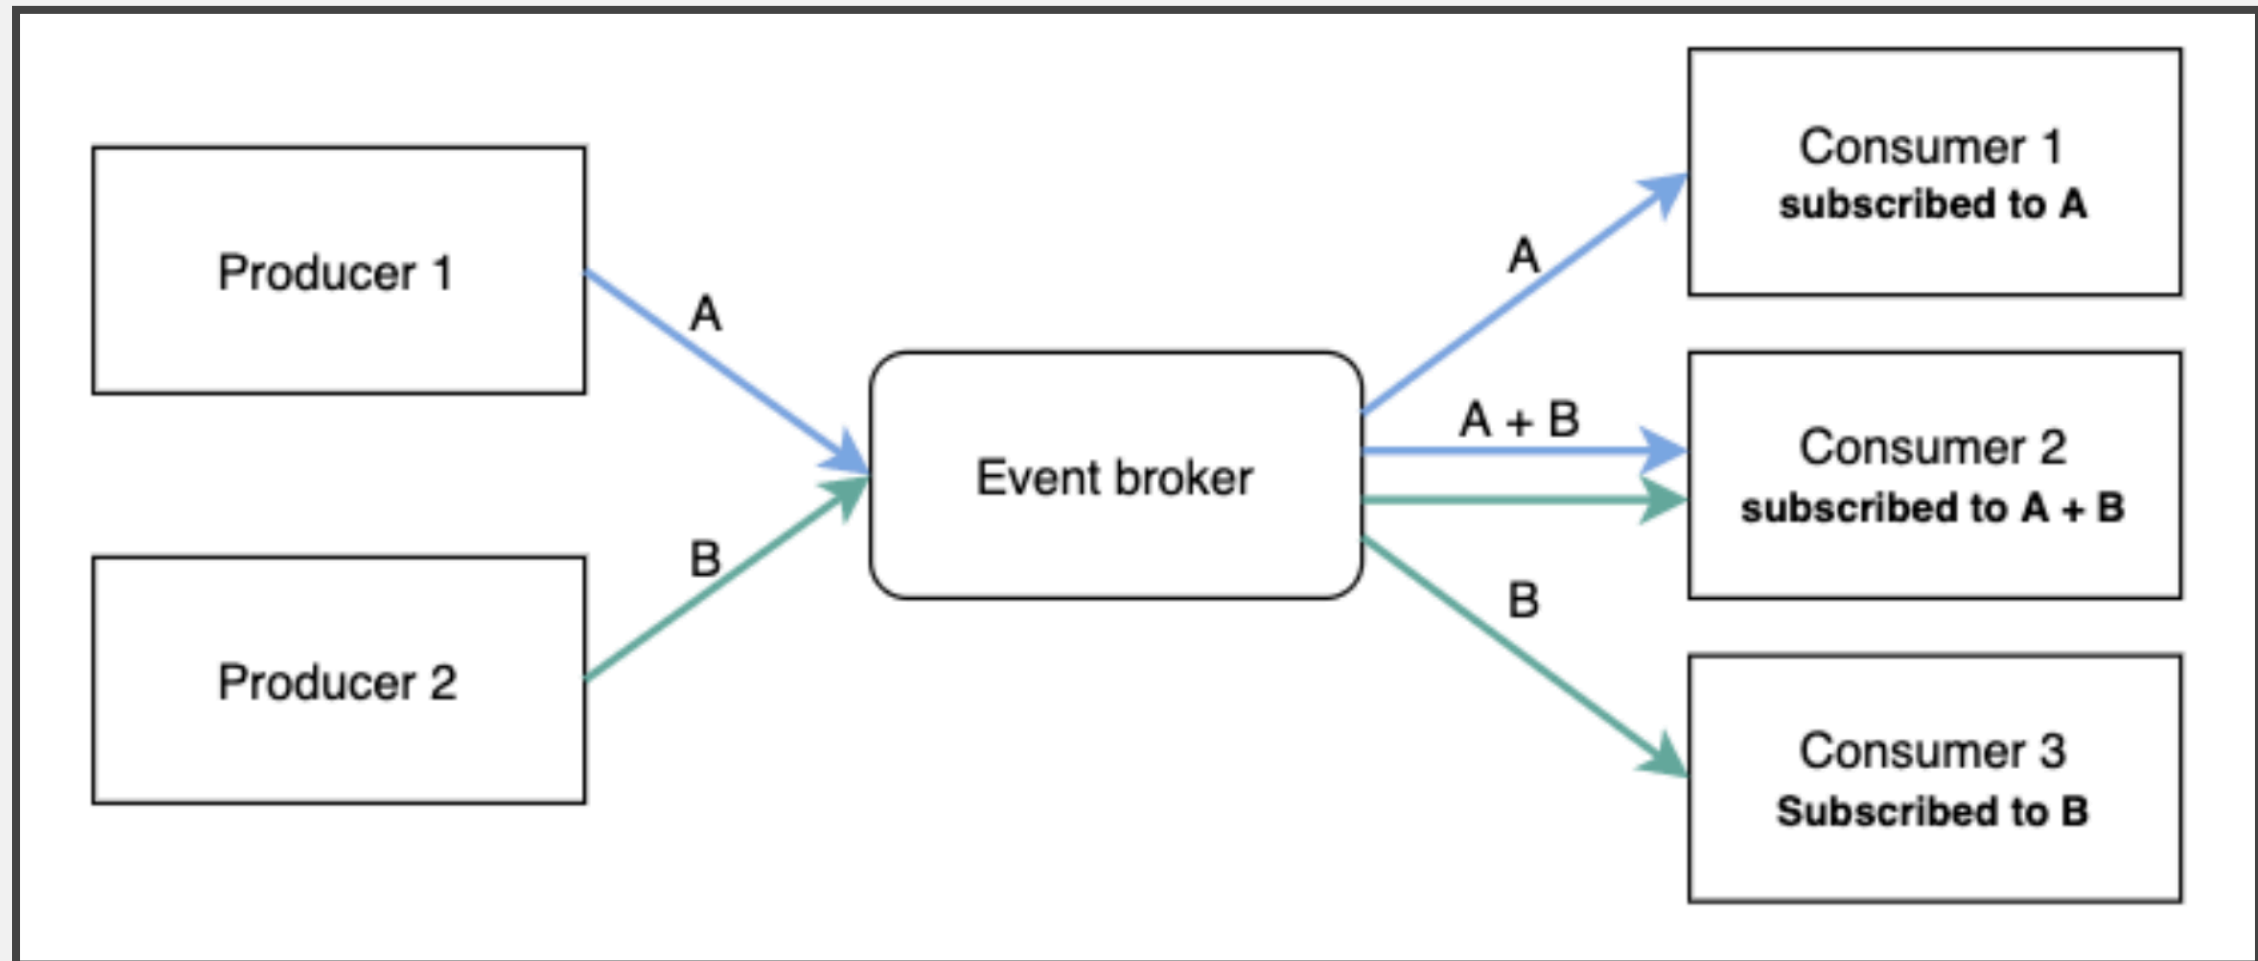 Producer 1
A
Producer 2
B
Event broker
A
A + B
B
Consumer 1
subscribed to A
Consumer 2
subscribed to A + B
Consumer 3
Subscribed to B